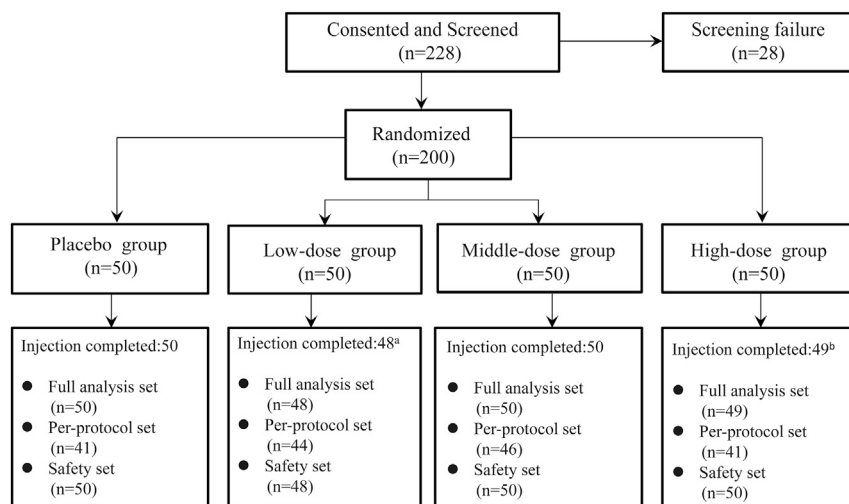 Consented and Screened
(n=228)
Screening failure
(n=28)
Randomized
(n=200)
Placebo group
(n=50)
Low-dose group
(n=50)
Middle-dose group
(n=50)
High-dose group
(n=50)
Injection completed:50
● Full analysis set
(n=50)
● Per-protocol set
(n=41)
● Safety set
(n=50)
Injection completed:48ᵃ
● Full analysis set
(n=48)
● Per-protocol set
(n=44)
● Safety set
(n=48)
Injection completed:50
● Full analysis set
(n=50)
● Per-protocol set
(n=46)
● Safety set
(n=50)
Injection completed:49ᵇ
● Full analysis set
(n=49)
● Per-protocol set
(n=41)
● Safety set
(n=50)